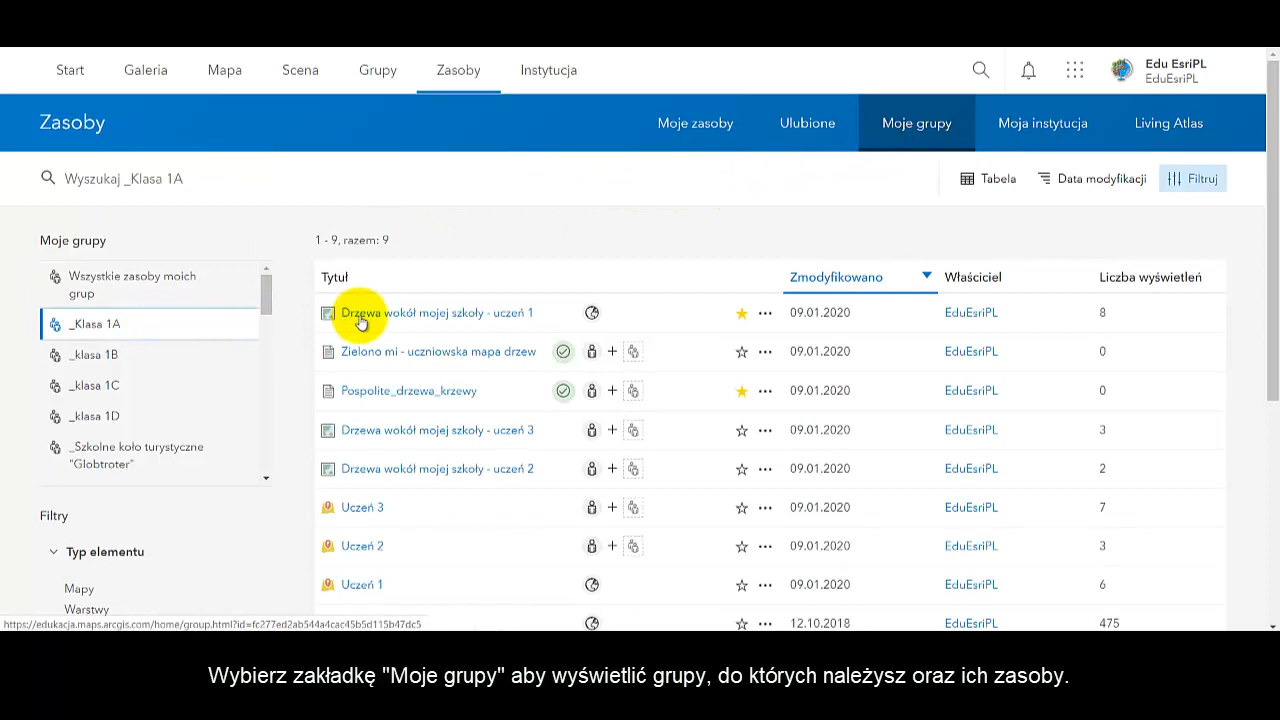 Start Galeria Mapa Scena Grupy Zasoby Instytucja Edu EsriPL
EduEsriPL
Zasoby Moje zasoby Ulubione Moje grupy Moja instytucja Living Atlas
Wyszukaj _Klasa 1A Tabela Data modyfikacji Filtruj
Moje grupy
Wszystkie zasoby moich
grup
_Klasa 1A
_klasa 1B
_klasa 1C
_klasa 1D
_Szkolne koło turystyczne
"Globtroter"
Filtry
Typ elementu
Mapy
Warstwy
1 - 9, razem: 9
Tytuł Zmodyfikowano Właściciel Liczba wyświetleń
Drzewa wokół mojej szkoły - uczeń 1 09.01.2020 EduEsriPL 8
Zielono mi - uczniowska mapa drzew 09.01.2020 EduEsriPL 0
Pospolite_drzewa_krzewy 09.01.2020 EduEsriPL 0
Drzewa wokół mojej szkoły - uczeń 3 09.01.2020 EduEsriPL 3
Drzewa wokół mojej szkoły - uczeń 2 09.01.2020 EduEsriPL 2
Uczeń 3 09.01.2020 EduEsriPL 7
Uczeń 2 09.01.2020 EduEsriPL 3
Uczeń 1 09.01.2020 EduEsriPL 6
12.10.2018 EduEsriPL 475
https://edukacja.maps.arcgis.com/home/group.html?id=fc277ed2ab544a4cac45b5d115b47dc5
Wybierz zakładkę "Moje grupy" aby wyświetlić grupy, do których należysz oraz ich zasoby.